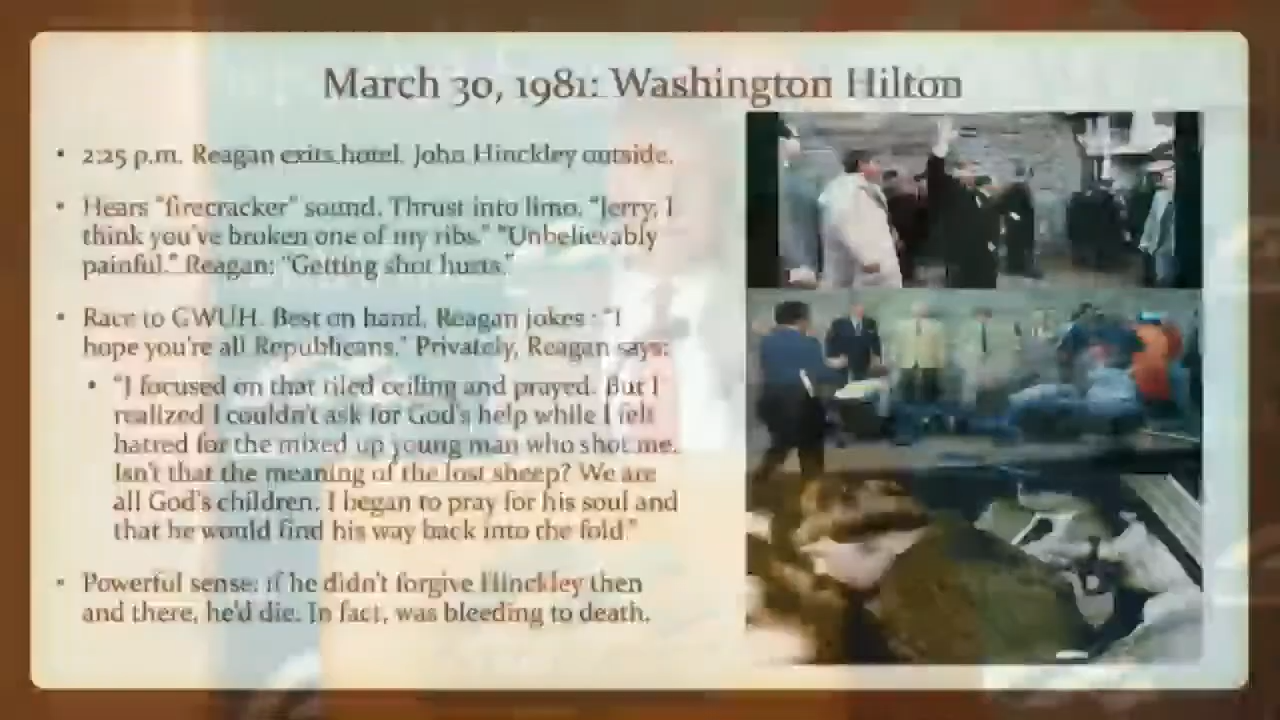 March 30, 1981: Washington Hilton
• 2:25 p.m. Reagan exits hotel. John Hinckley outside.
• Hears "firecracker" sound. Thrust into limo. "Jerry, I
think you've broken one of my ribs." "Unbelievably
painful." Reagan: "Getting shot hurts."
• Race to GWUH. Best on hand. Reagan jokes: "I
hope you're all Republicans." Privately, Reagan says:
• "I focused on that tiled ceiling and prayed. But I
realized I couldn't ask for God's help while I felt
hatred for the mixed up young man who shot me.
Isn't that the meaning of the lost sheep? We are
all God's children. I began to pray for his soul and
that he would find his way back into the fold."
• Powerful sense: if he didn't forgive Hinckley then
and there, he'd die. In fact, was bleeding to death.